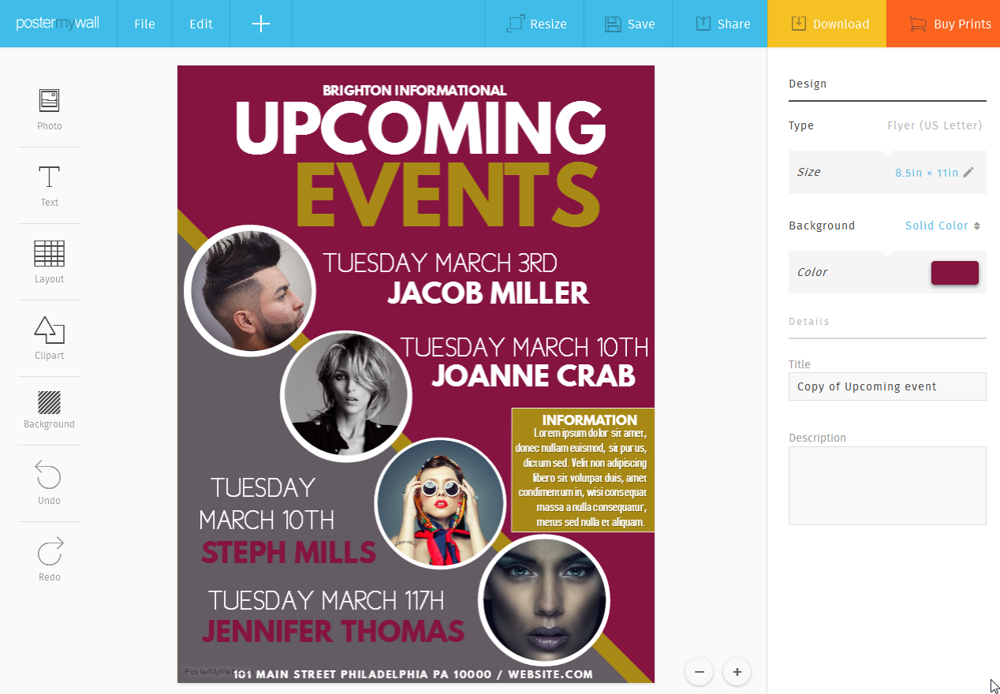 postermywall
File
Edit
Resize
Save
Share
Download
Buy Prints
Photo
Text
Layout
Clipart
Background
Undo
Redo
BRIGHTON INFORMATIONAL
UPCOMING
EVENTS
TUESDAY MARCH 3RD
JACOB MILLER
TUESDAY MARCH 10TH
JOANNE CRAB
INFORMATION
Lorem ipsum dolor sit amet,
donec nullam euismod, sit purus,
dictum sed. Velit non adipiscing
libero sit volutpat duis, amet
condimentum in, wisi consequat
massa a nulla consequatur,
metus sed nulla et aliquam.
TUESDAY
MARCH 10TH
STEPH MILLS
TUESDAY MARCH 117H
JENNIFER THOMAS
101 MAIN STREET PHILADELPHIA PA 10000 / WEBSITE.COM
Design
Type Flyer (US Letter)
Size 8.5in × 11in
Background Solid Color
Color
Details
Title
Copy of Upcoming event
Description